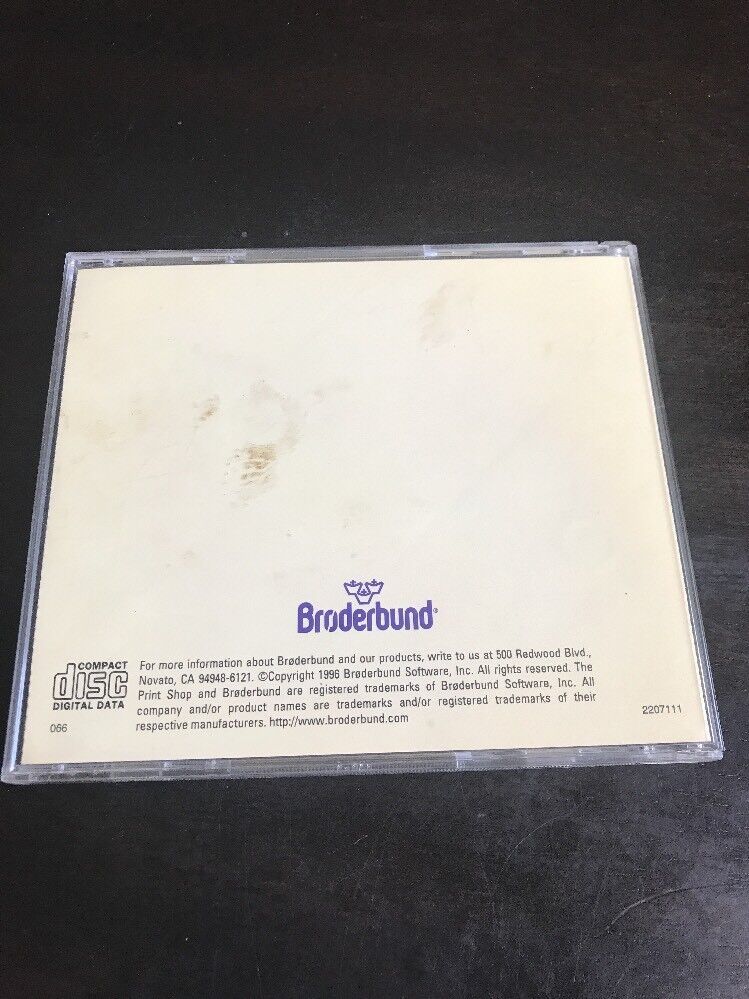 Brøderbund®
COMPACT
disc
DIGITAL DATA
For more information about Brøderbund and our products, write to us at 500 Redwood Blvd.,
Novato, CA 94948-6121. ©Copyright 1996 Brøderbund Software, Inc. All rights reserved. The
Print Shop and Brøderbund are registered trademarks of Brøderbund Software, Inc. All
company and/or product names are trademarks and/or registered trademarks of their
respective manufacturers. http://www.broderbund.com
066
2207111